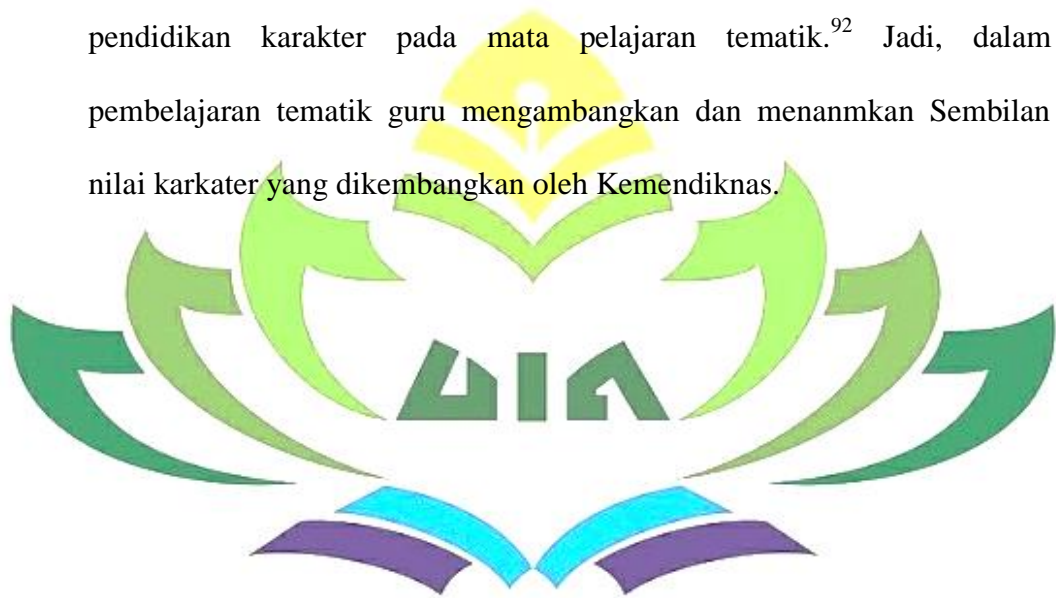 pendidikan karakter pada mata pelajaran tematik.⁹² Jadi, dalam
pembelajaran tematik guru mengambangkan dan menanmkan Sembilan
nilai karkater yang dikembangkan oleh Kemendiknas.
UIN